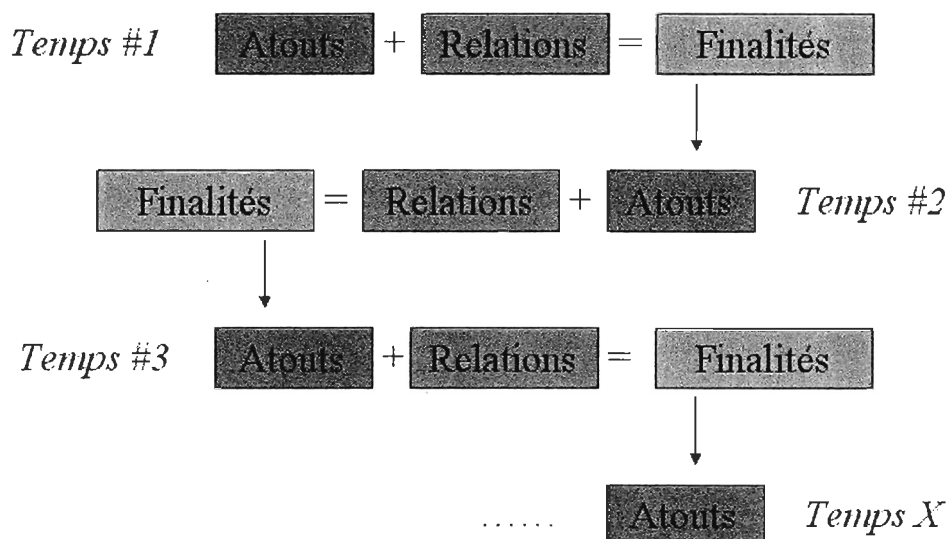 Temps #1 Atouts + Relations = Finalités
Finalités = Relations + Atouts Temps #2
Temps #3 Atouts + Relations = Finalités
...... Atouts Temps X